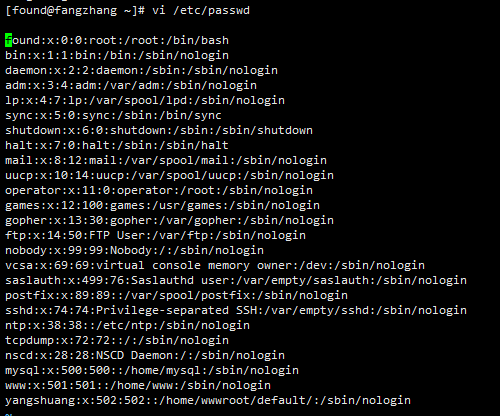 [found@fangzhang ~]# vi /etc/passwd
found:x:0:0:root:/root:/bin/bash
bin:x:1:1:bin:/bin:/sbin/nologin
daemon:x:2:2:daemon:/sbin:/sbin/nologin
adm:x:3:4:adm:/var/adm:/sbin/nologin
lp:x:4:7:lp:/var/spool/lpd:/sbin/nologin
sync:x:5:0:sync:/sbin:/bin/sync
shutdown:x:6:0:shutdown:/sbin:/sbin/shutdown
halt:x:7:0:halt:/sbin:/sbin/halt
mail:x:8:12:mail:/var/spool/mail:/sbin/nologin
uucp:x:10:14:uucp:/var/spool/uucp:/sbin/nologin
operator:x:11:0:operator:/root:/sbin/nologin
games:x:12:100:games:/usr/games:/sbin/nologin
gopher:x:13:30:gopher:/var/gopher:/sbin/nologin
ftp:x:14:50:FTP User:/var/ftp:/sbin/nologin
nobody:x:99:99:Nobody:/:/sbin/nologin
vcsa:x:69:69:virtual console memory owner:/dev:/sbin/nologin
saslauth:x:499:76:Saslauthd user:/var/empty/saslauth:/sbin/nologin
postfix:x:89:89::/var/spool/postfix:/sbin/nologin
sshd:x:74:74:Privilege-separated SSH:/var/empty/sshd:/sbin/nologin
ntp:x:38:38::/etc/ntp:/sbin/nologin
tcpdump:x:72:72::/:/sbin/nologin
nscd:x:28:28:NSCD Daemon:/:/sbin/nologin
mysql:x:500:500::/home/mysql:/sbin/nologin
www:x:501:501::/home/www:/sbin/nologin
yangshuang:x:502:502::/home/wwwroot/default/:/sbin/nologin